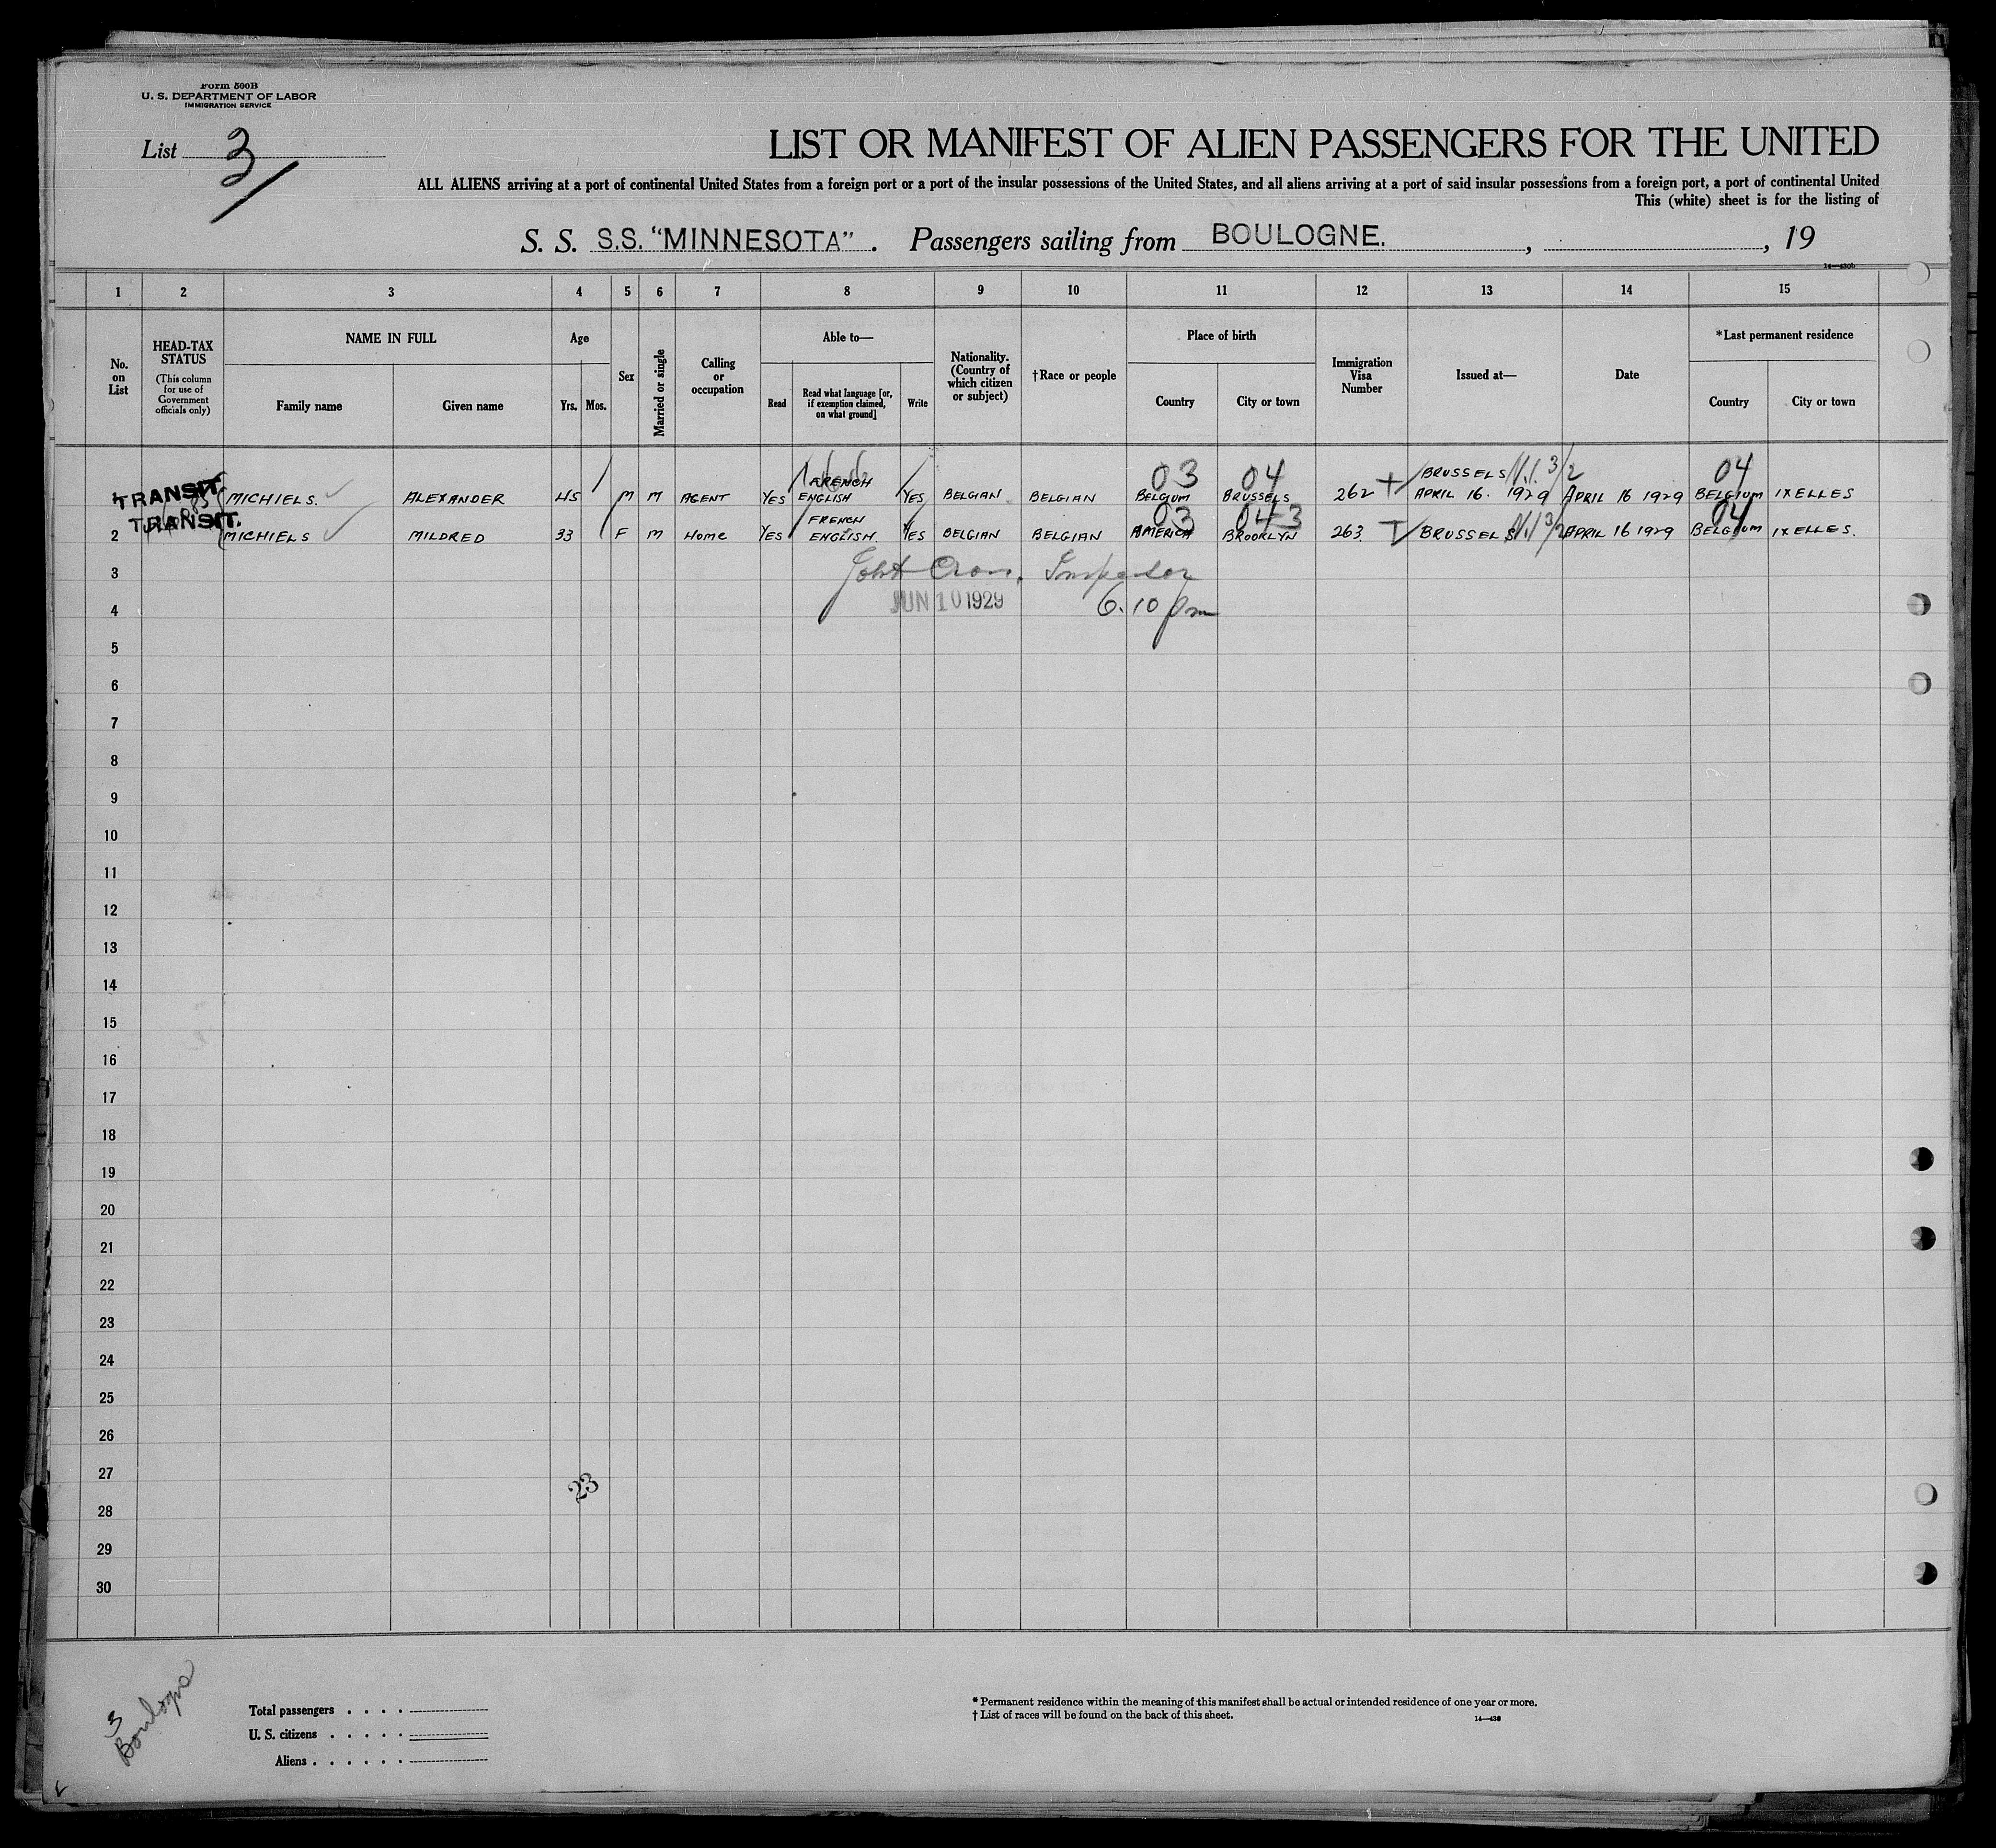 Form 500B
U. S. DEPARTMENT OF LABOR
IMMIGRATION SERVICE
List 3
LIST OR MANIFEST OF ALIEN PASSENGERS FOR THE UNITED
ALL ALIENS arriving at a port of continental United States from a foreign port or a port of the insular possessions of the United States, and all aliens arriving at a port of said insular possessions from a foreign port, a port of continental United
This (white) sheet is for the listing of
S. S. S.S. "MINNESOTA". Passengers sailing from BOULOGNE. , , 19
14—430b
1 2 3 4 5 6 7 8 9 10 11 12 13 14 15
No. on List
HEAD-TAX STATUS (This column for use of Government officials only)
NAME IN FULL
Family name Given name
Age
Yrs. Mos.
Sex
Married or single
Calling or occupation
Able to—
Read Read what language [or, if exemption claimed, on what ground] Write
Nationality. (Country of which citizen or subject)
†Race or people
Place of birth
Country City or town
Immigration Visa Number
Issued at—
Date
*Last permanent residence
Country City or town
03 04 04
FRENCH BRUSSELS
TRANSIT MICHIELS. ALEXANDER 45 M M AGENT YES ENGLISH YES BELGIAN BELGIAN BELGIUM BRUSSELS 262 APRIL 16. 1929 APRIL 16 1929 BELGIUM IXELLES
TRANSIT. FRENCH 03 043 04
2 MICHIELS MILDRED 33 F M HOME YES ENGLISH. YES BELGIAN BELGIAN AMERICA BROOKLYN 263 BRUSSELS APRIL 16 1929 BELGIUM IXELLES.
3 Inspector
4 JUN 10 1929 6.10 pm
5
6
7
8
9
10
11
12
13
14
15
16
17
18
19
20
21
22
23
24
25
26
27
23
28
29
30
3
Boulogne
Total passengers . . . .
U. S. citizens . . . . .
Aliens . . . . . .
* Permanent residence within the meaning of this manifest shall be actual or intended residence of one year or more.
† List of races will be found on the back of this sheet.
14—430